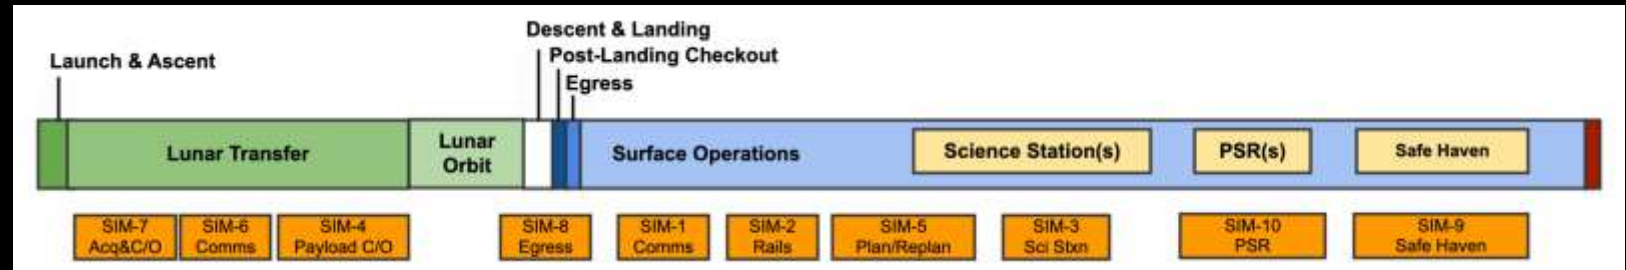 Descent & Landing
Launch & Ascent
Post-Landing Checkout
Egress
Lunar Transfer
Lunar
Orbit
Surface Operations
Science Station(s)
PSR(s)
Safe Haven
SIM-7
Acq&C/O
SIM-6
Comms
SIM-4
Payload C/O
SIM-8
Egress
SIM-1
Comms
SIM-2
Rails
SIM-5
Plan/Replan
SIM-3
Sci Stxn
SIM-10
PSR
SIM-9
Safe Haven